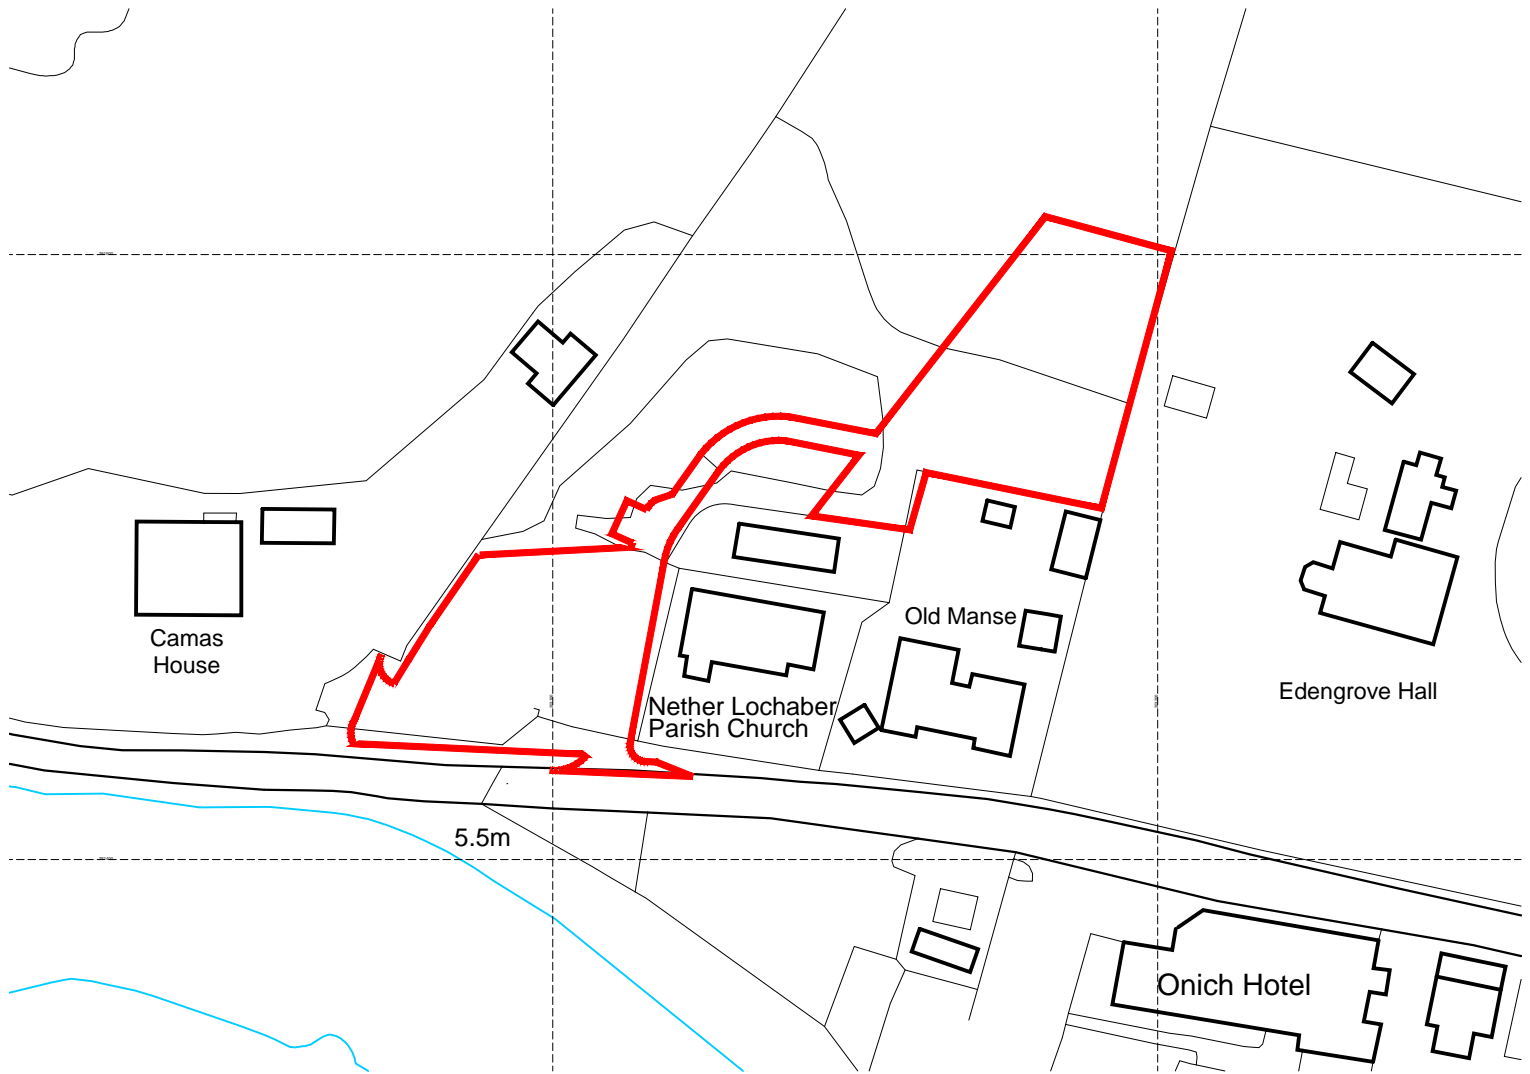 Camas
House
Old Manse
Nether Lochaber
Parish Church
Edengrove Hall
5.5m
Onich Hotel